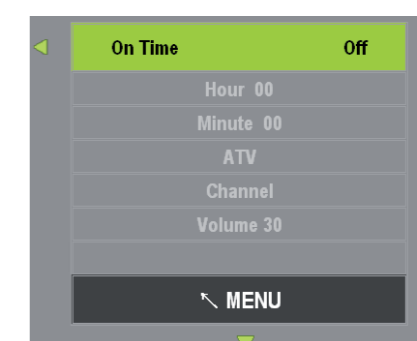 On Time Off
Hour 00
Minute 00
ATV
Channel
Volume 30
MENU